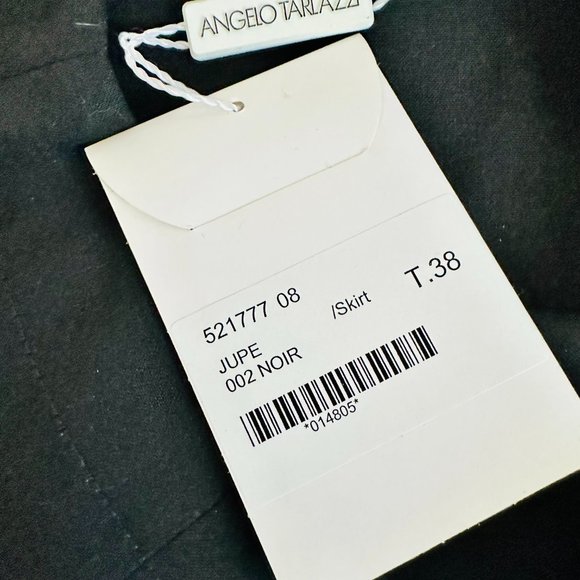 ANGELO TARLAZZI
521777 08
/Skirt
T.38
JUPE
002 NOIR
*014805*